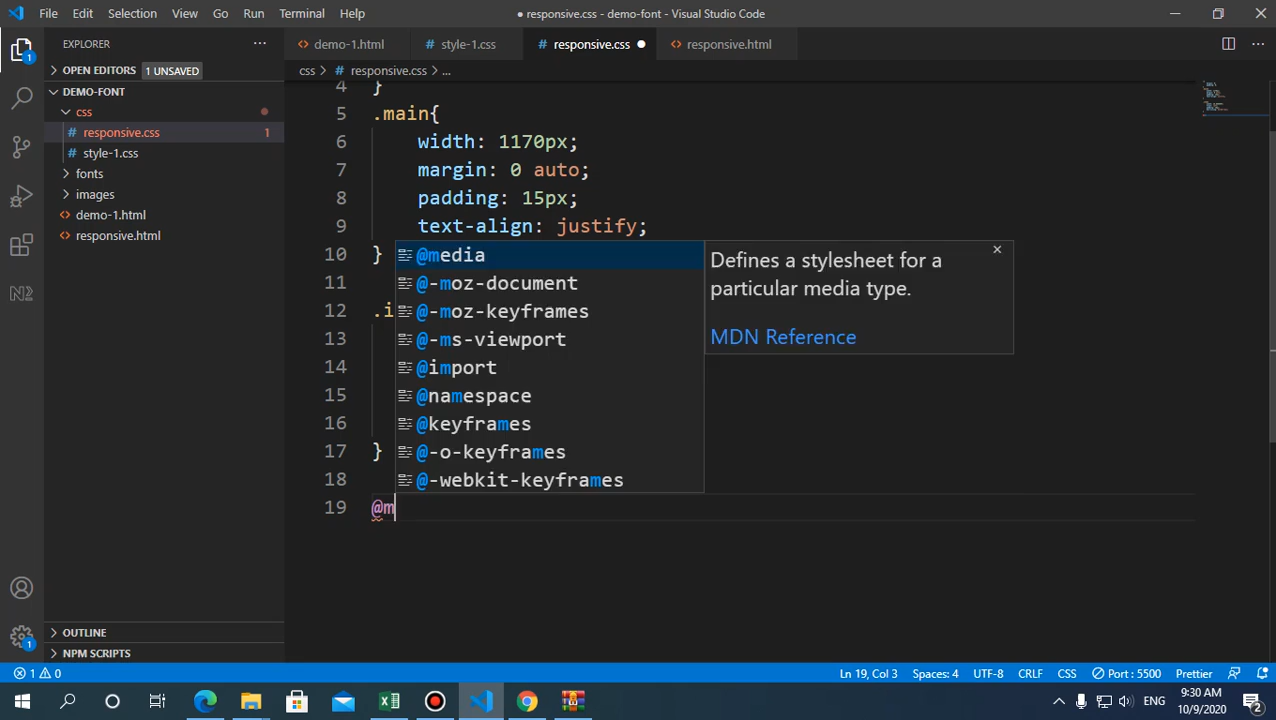 File Edit Selection View Go Run Terminal Help
● responsive.css - demo-font - Visual Studio Code
EXPLORER
demo-1.html
style-1.css
responsive.css
responsive.html
OPEN EDITORS 1 UNSAVED
css > responsive.css > ...
DEMO-FONT
css
responsive.css 1
style-1.css
fonts
images
demo-1.html
responsive.html
4 }
5 .main{
6 width: 1170px;
7 margin: 0 auto;
8 padding: 15px;
9 text-align: justify;
10 }
11
12 .i
13
14
15
16
17 }
18
19 @m
@media
@-moz-document
@-moz-keyframes
@-ms-viewport
@import
@namespace
@keyframes
@-o-keyframes
@-webkit-keyframes
Defines a stylesheet for a
particular media type.
MDN Reference
OUTLINE
NPM SCRIPTS
1 0
Ln 19, Col 3 Spaces: 4 UTF-8 CRLF CSS Port : 5500 Prettier
ENG
9:30 AM
10/9/2020
2